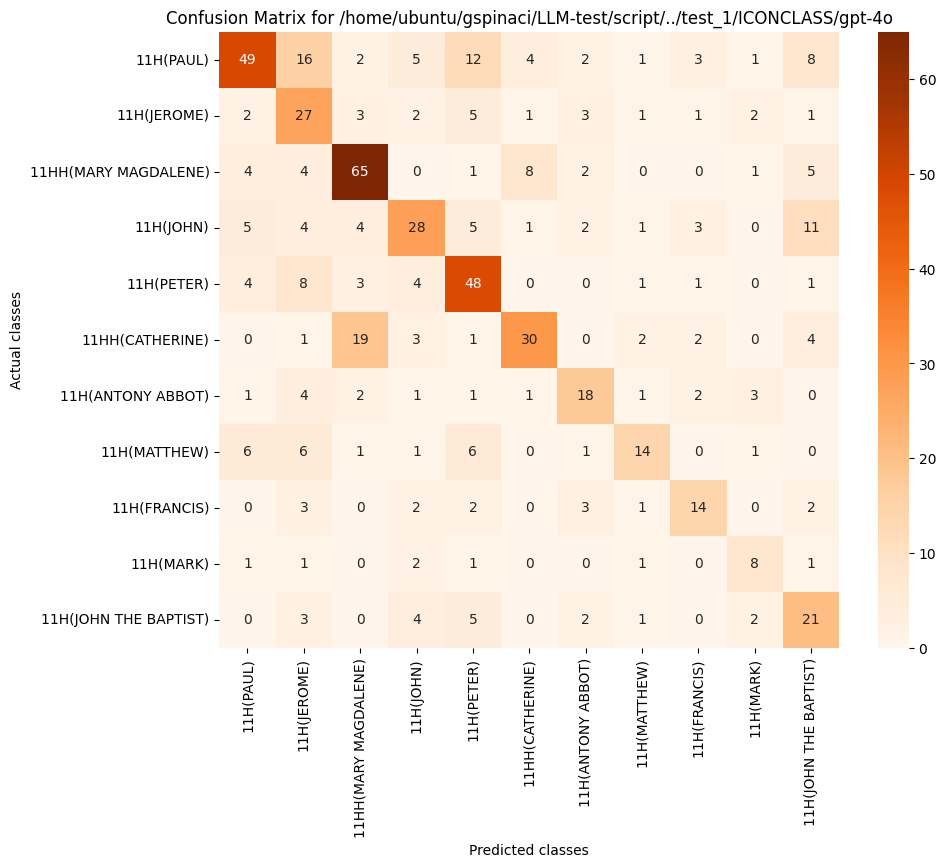 Confusion Matrix for /home/ubuntu/gspinaci/LLM-test/script/../test_1/ICONCLASS/gpt-4o
Actual classes
11H(PAUL) 49 16 2 5 12 4 2 1 3 1 8
11H(JEROME) 2 27 3 2 5 1 3 1 1 2 1
11HH(MARY MAGDALENE) 4 4 65 0 1 8 2 0 0 1 5
11H(JOHN) 5 4 4 28 5 1 2 1 3 0 11
11H(PETER) 4 8 3 4 48 0 0 1 1 0 1
11HH(CATHERINE) 0 1 19 3 1 30 0 2 2 0 4
11H(ANTONY ABBOT) 1 4 2 1 1 1 18 1 2 3 0
11H(MATTHEW) 6 6 1 1 6 0 1 14 0 1 0
11H(FRANCIS) 0 3 0 2 2 0 3 1 14 0 2
11H(MARK) 1 1 0 2 1 0 0 1 0 8 1
11H(JOHN THE BAPTIST) 0 3 0 4 5 0 2 1 0 2 21
11H(PAUL)
11H(JEROME)
11HH(MARY MAGDALENE)
11H(JOHN)
11H(PETER)
11HH(CATHERINE)
11H(ANTONY ABBOT)
11H(MATTHEW)
11H(FRANCIS)
11H(MARK)
11H(JOHN THE BAPTIST)
Predicted classes
60
50
40
30
20
10
0